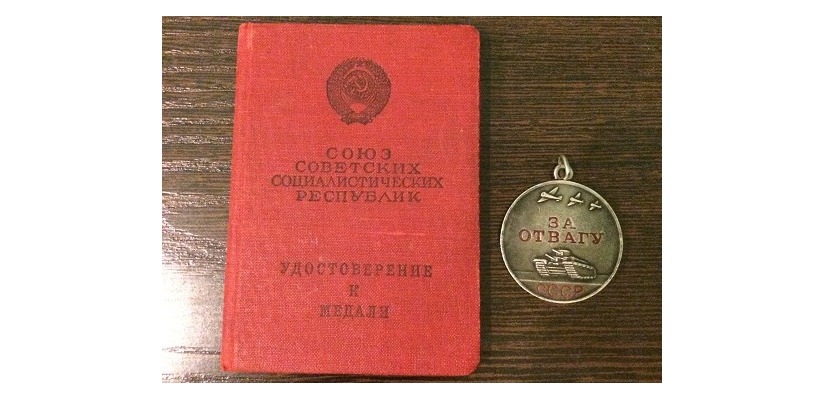 СОЮЗ
СОВЕТСКИХ
СОЦИАЛИСТИЧЕСКИХ
РЕСПУБЛИК
УДОСТОВЕРЕНИЕ
К
МЕДАЛИ
ЗА
ОТВАГУ
СССР